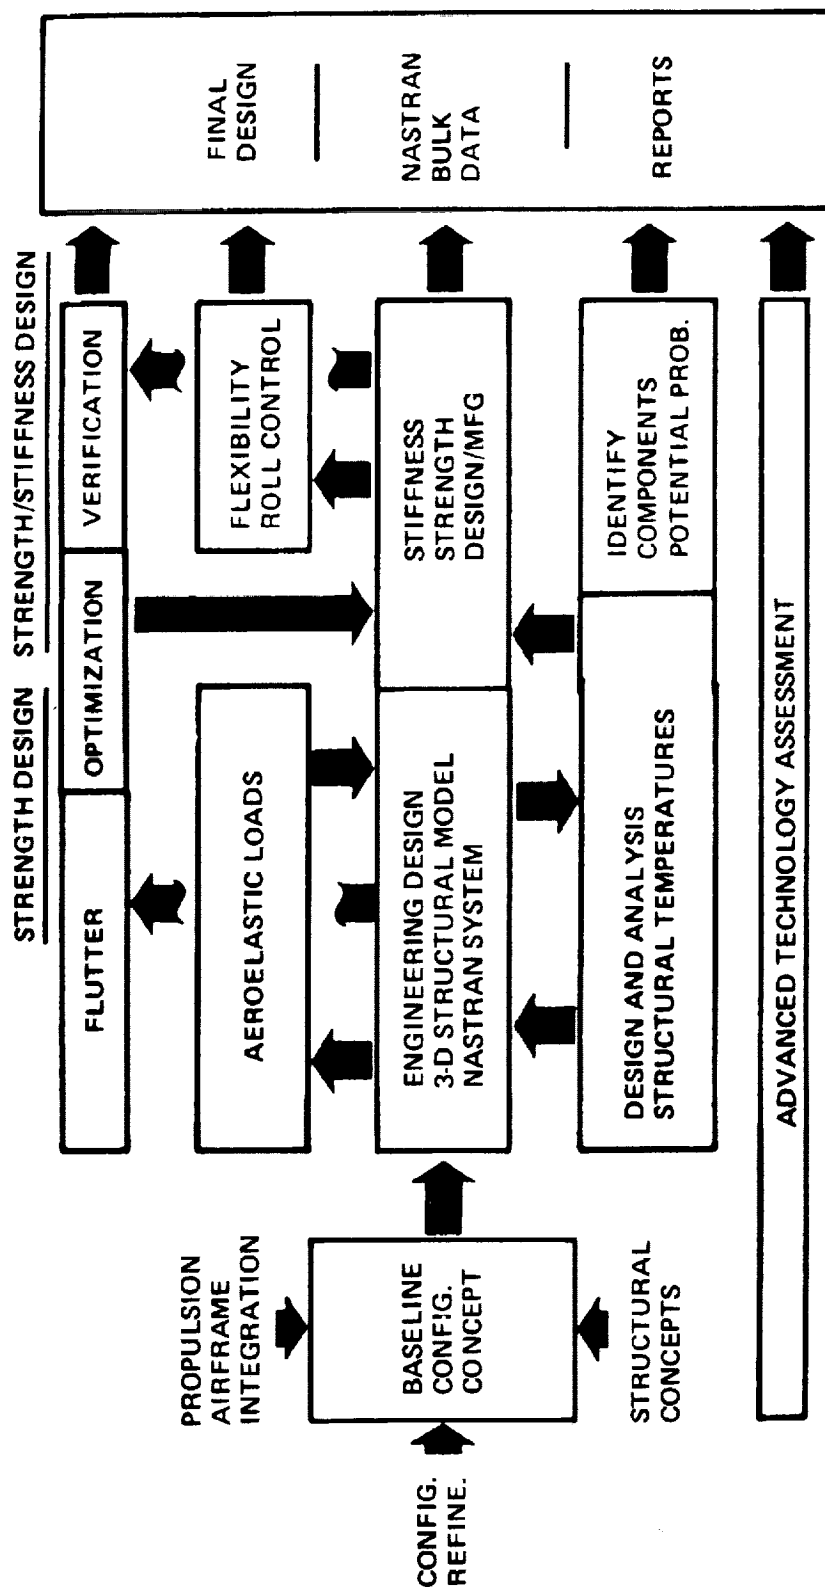 STRENGTH DESIGN
STRENGTH/STIFFNESS DESIGN
FLUTTER
OPTIMIZATION
VERIFICATION
PROPULSION
AIRFRAME
INTEGRATION
AEROELASTIC LOADS
FLEXIBILITY
ROLL CONTROL
CONFIG.
REFINE.
BASELINE
CONFIG.
CONCEPT
ENGINEERING DESIGN
3-D STRUCTURAL MODEL
NASTRAN SYSTEM
STIFFNESS
STRENGTH
DESIGN/MFG
STRUCTURAL
CONCEPTS
DESIGN AND ANALYSIS
STRUCTURAL TEMPERATURES
IDENTIFY
COMPONENTS
POTENTIAL PROB.
ADVANCED TECHNOLOGY ASSESSMENT
FINAL
DESIGN
NASTRAN
BULK
DATA
REPORTS